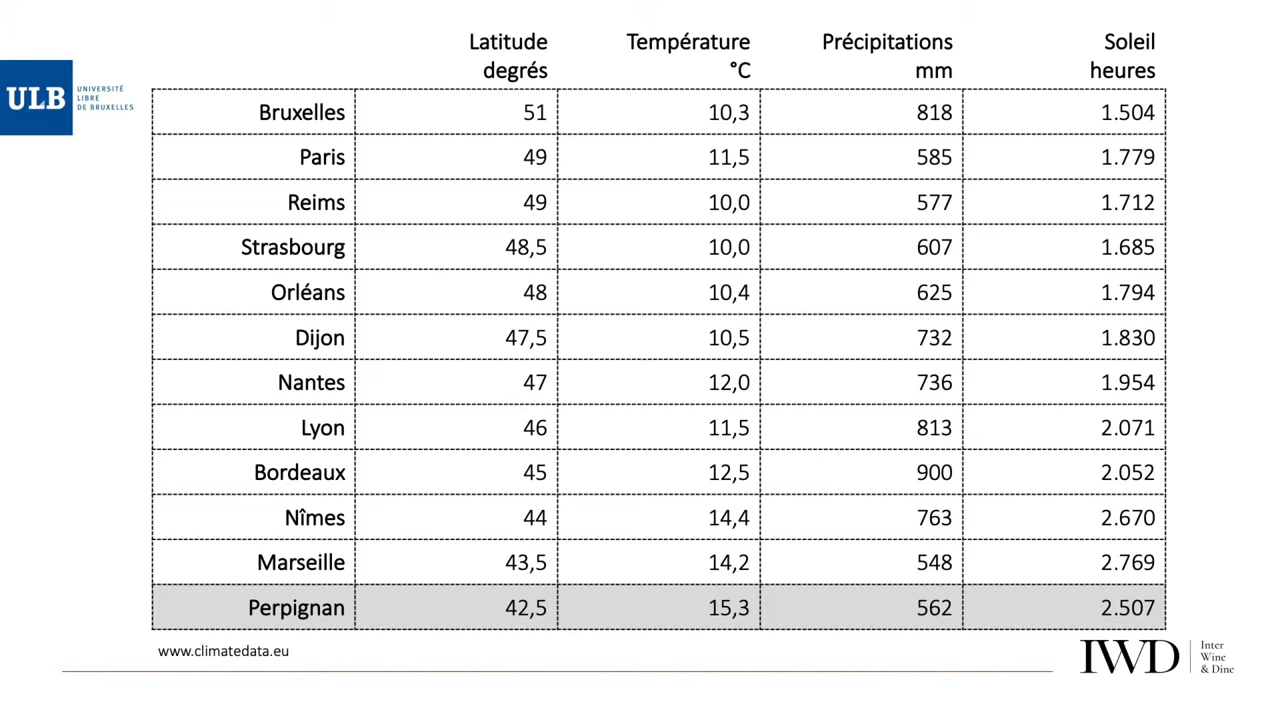 Latitude Température Précipitations Soleil
degrés °C mm heures
ULB UNIVERSITÉ
LIBRE
DE BRUXELLES
Bruxelles 51 10,3 818 1.504
Paris 49 11,5 585 1.779
Reims 49 10,0 577 1.712
Strasbourg 48,5 10,0 607 1.685
Orléans 48 10,4 625 1.794
Dijon 47,5 10,5 732 1.830
Nantes 47 12,0 736 1.954
Lyon 46 11,5 813 2.071
Bordeaux 45 12,5 900 2.052
Nîmes 44 14,4 763 2.670
Marseille 43,5 14,2 548 2.769
Perpignan 42,5 15,3 562 2.507
www.climatedata.eu
IWD Inter
Wine
& Dine